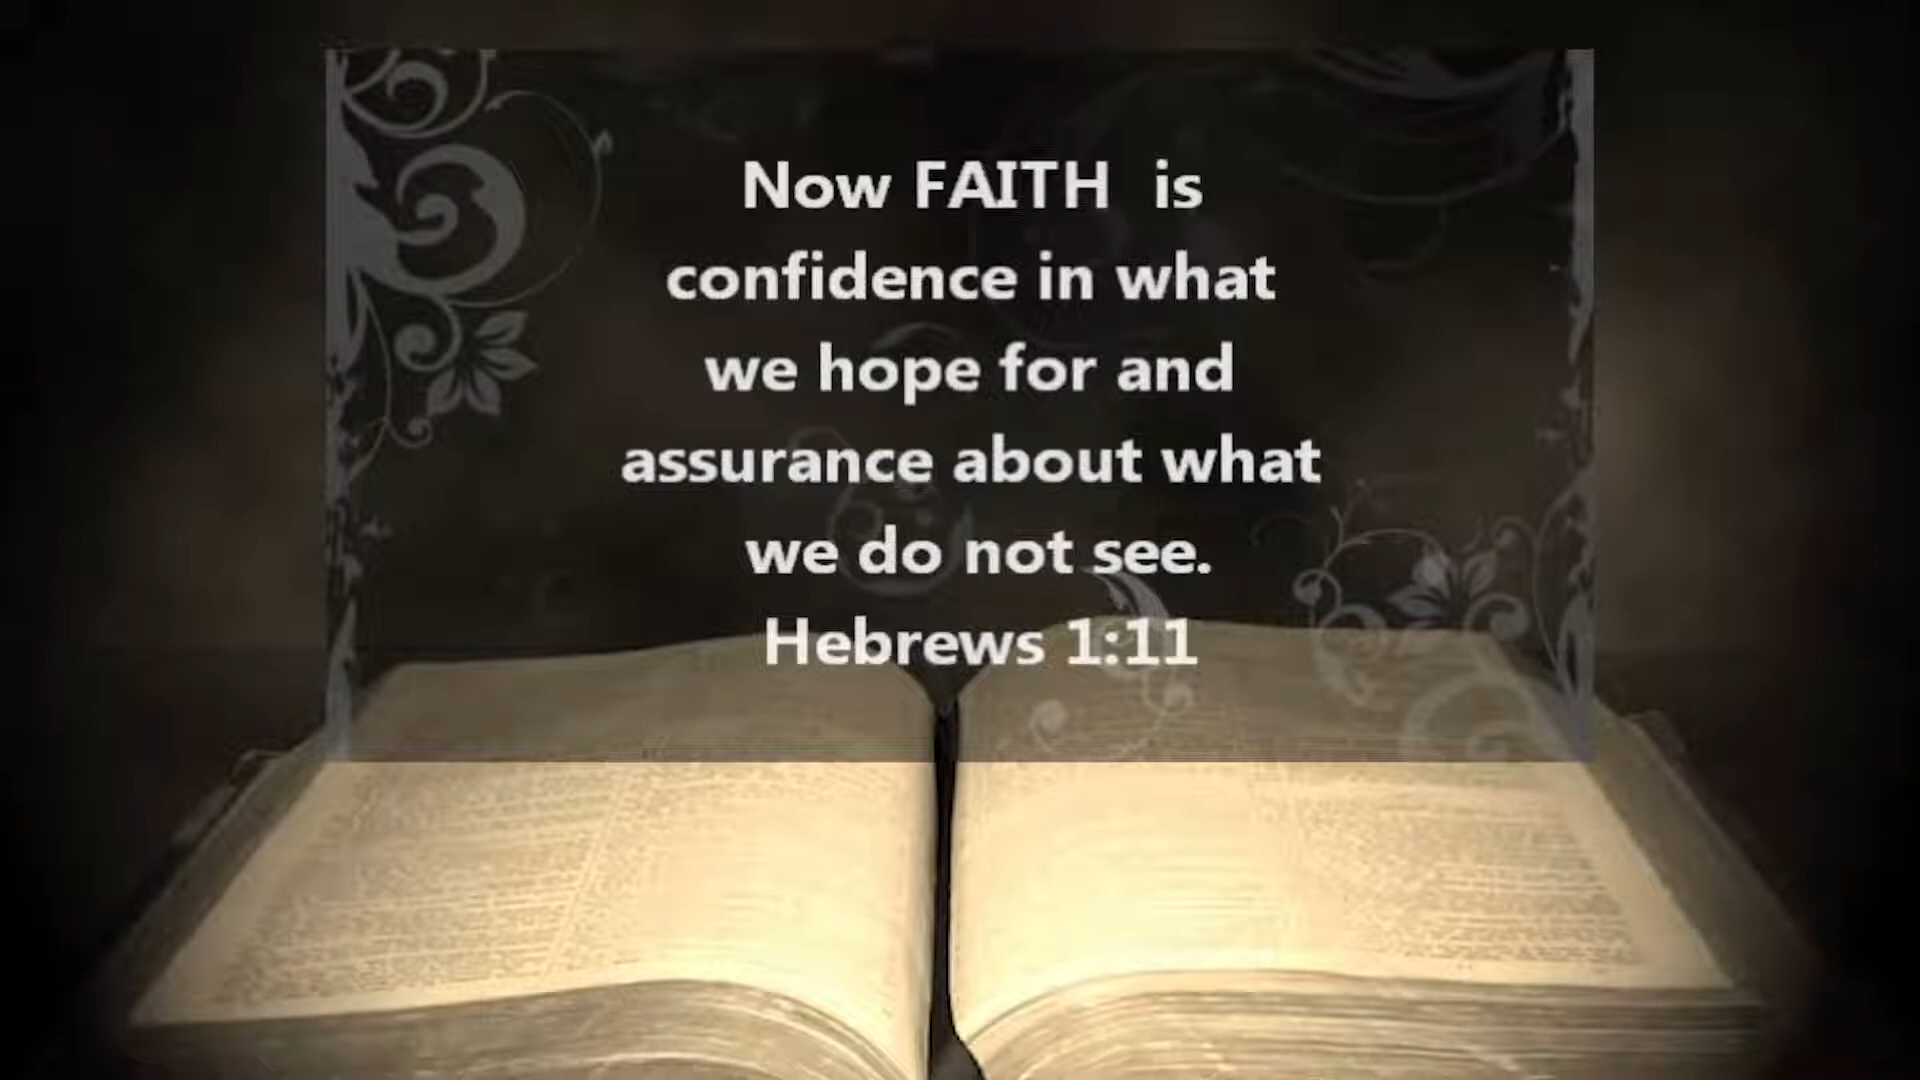 Now FAITH  is
confidence in what
we hope for and
assurance about what
we do not see.
Hebrews 1:11